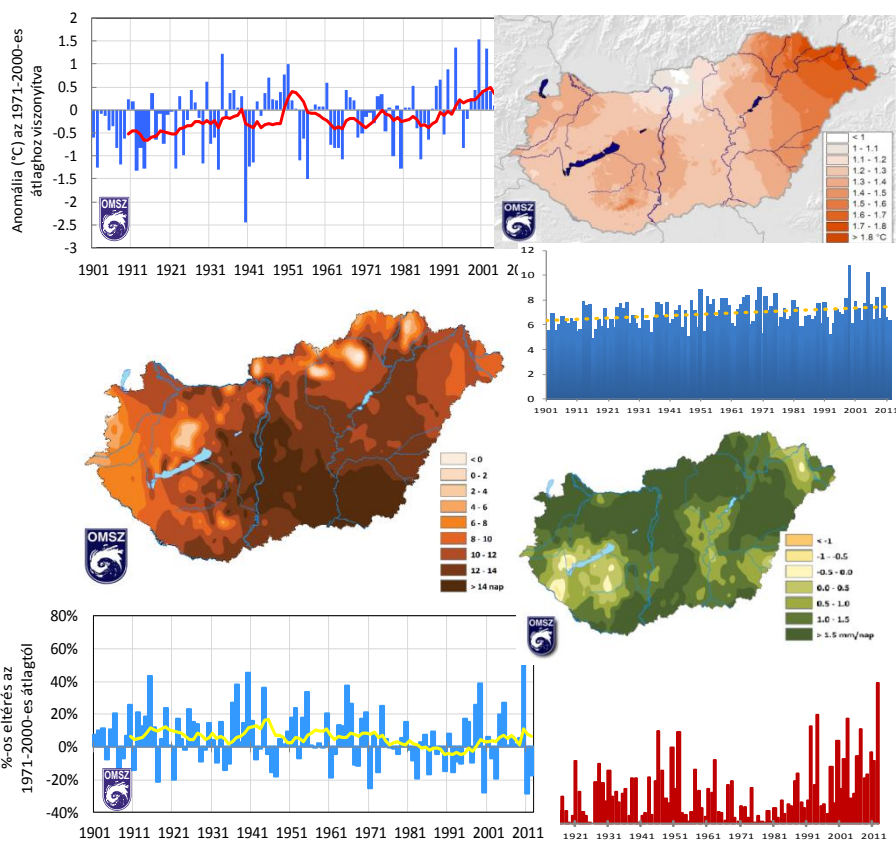 Anomália (°C) az 1971-2000-es
átlaghoz viszonyítva
2
1.5
1
0.5
0
-0.5
-1
-1.5
-2
-2.5
-3
1901 1911 1921 1931 1941 1951 1961 1971 1981 1991 2001
OMSZ
OMSZ
< 1
1 - 1.1
1.1 - 1.2
1.2 - 1.3
1.3 - 1.4
1.4 - 1.5
1.5 - 1.6
1.6 - 1.7
1.7 - 1.8
> 1.8 °C
12
10
8
6
4
2
0
1901 1911 1921 1931 1941 1951 1961 1971 1981 1991 2001 2011
OMSZ
< 0
0 - 2
2 - 4
4 - 6
6 - 8
8 - 10
10 - 12
12 - 14
> 14 nap
OMSZ
< -1
-1 - -0.5
-0.5 - 0.0
0.0 - 0.5
0.5 - 1.0
1.0 - 1.5
> 1.5 mm/nap
%-os eltérés az
1971-2000-es átlagtól
80%
60%
40%
20%
0%
-20%
-40%
1901 1911 1921 1931 1941 1951 1961 1971 1981 1991 2001 2011
OMSZ
1921 1931 1941 1951 1961 1971 1981 1991 2001 2011